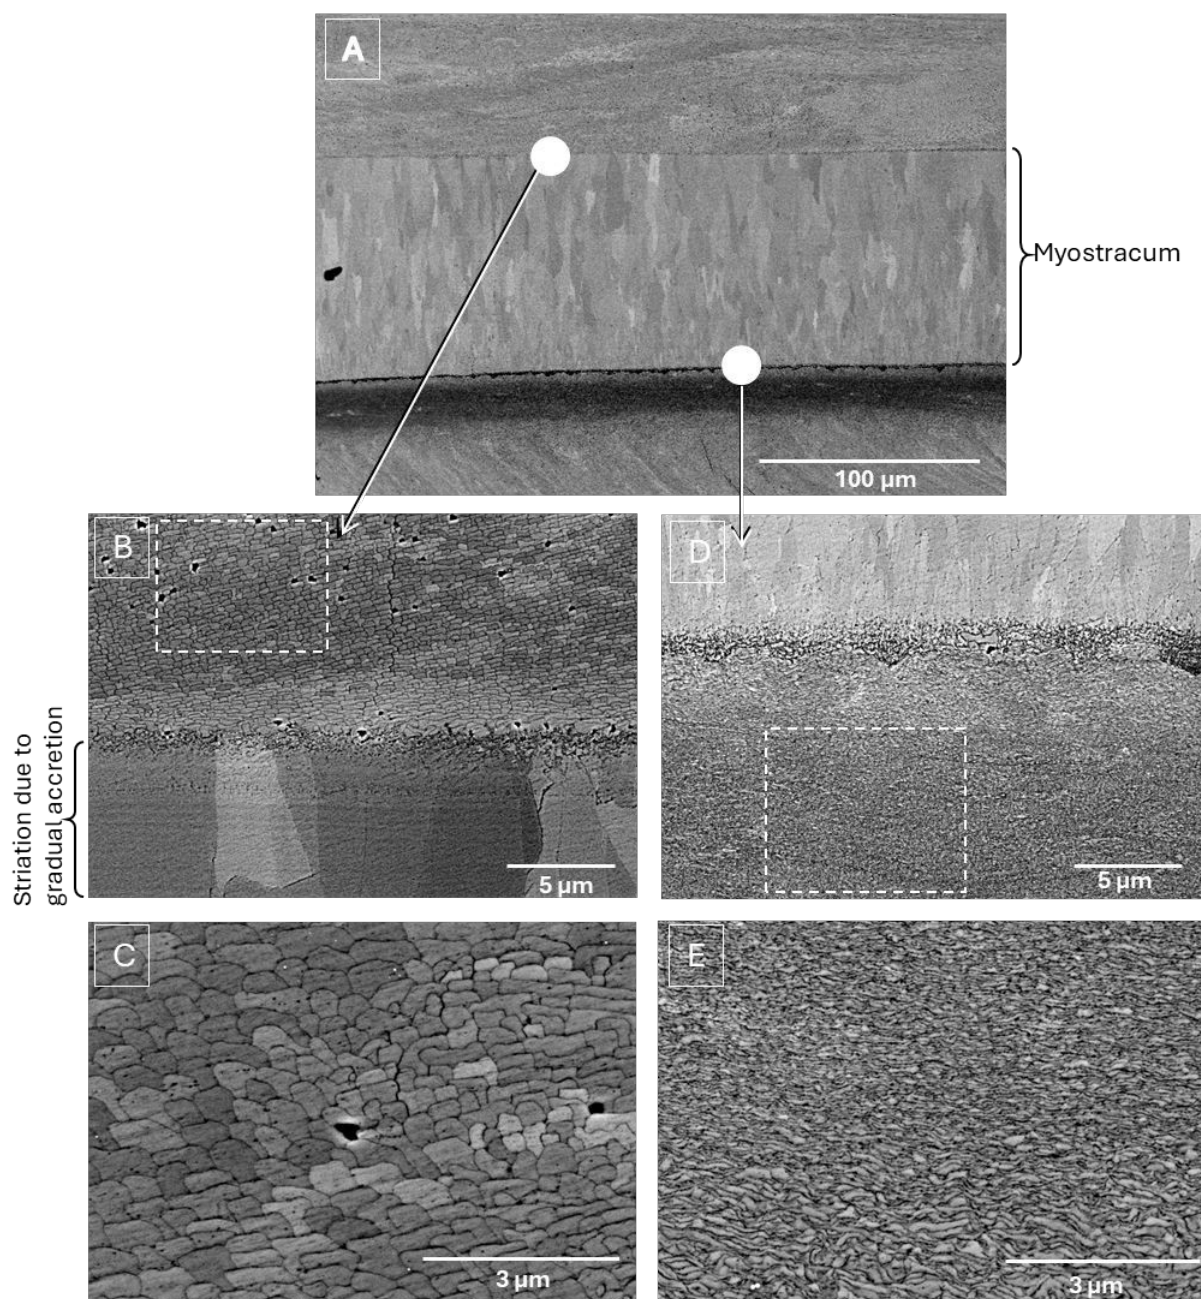 A
Myostracum
100 µm
B
D
Striation due to
gradual accretion
5 µm
5 µm
C
E
3 µm
3 µm